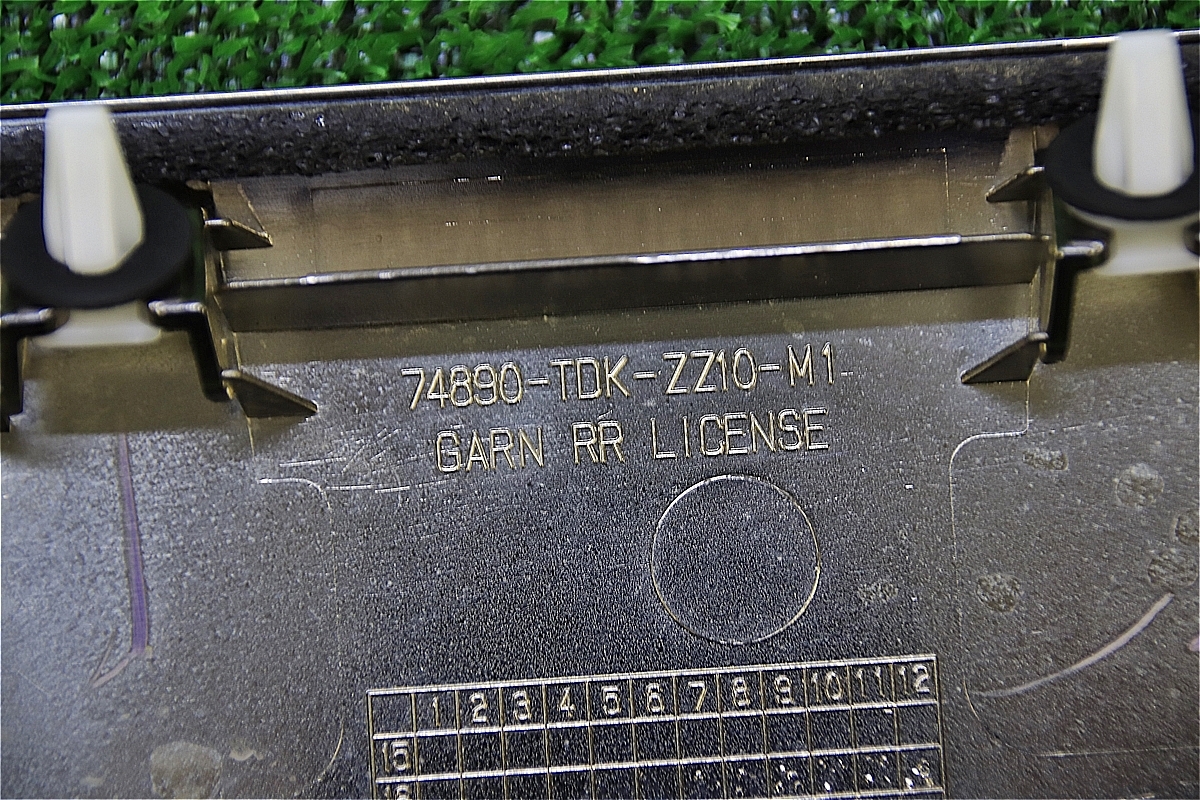 74890-TDK-ZZ10-M1
GARN RR LICENSE
1 2 3 4 5 6 7 8 9 10 11 12
15